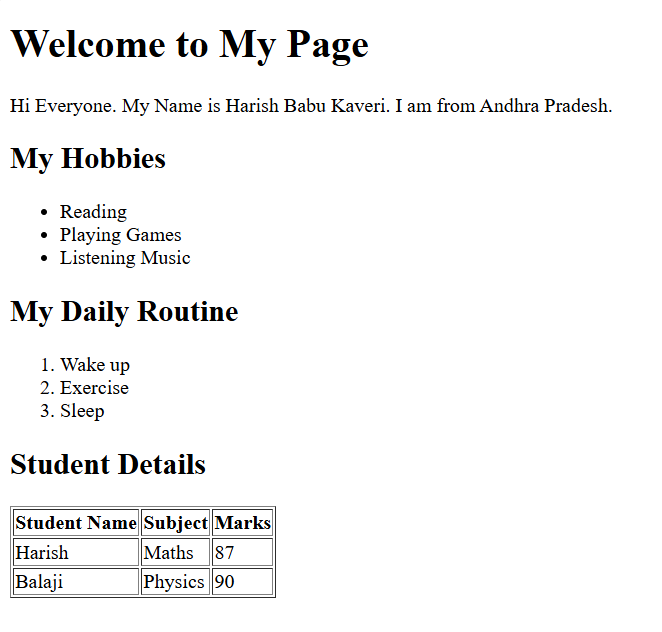 Welcome to My Page
Hi Everyone. My Name is Harish Babu Kaveri. I am from Andhra Pradesh.
My Hobbies
• Reading
• Playing Games
• Listening Music
My Daily Routine
1. Wake up
2. Exercise
3. Sleep
Student Details
Student Name Subject Marks
Harish Maths 87
Balaji Physics 90